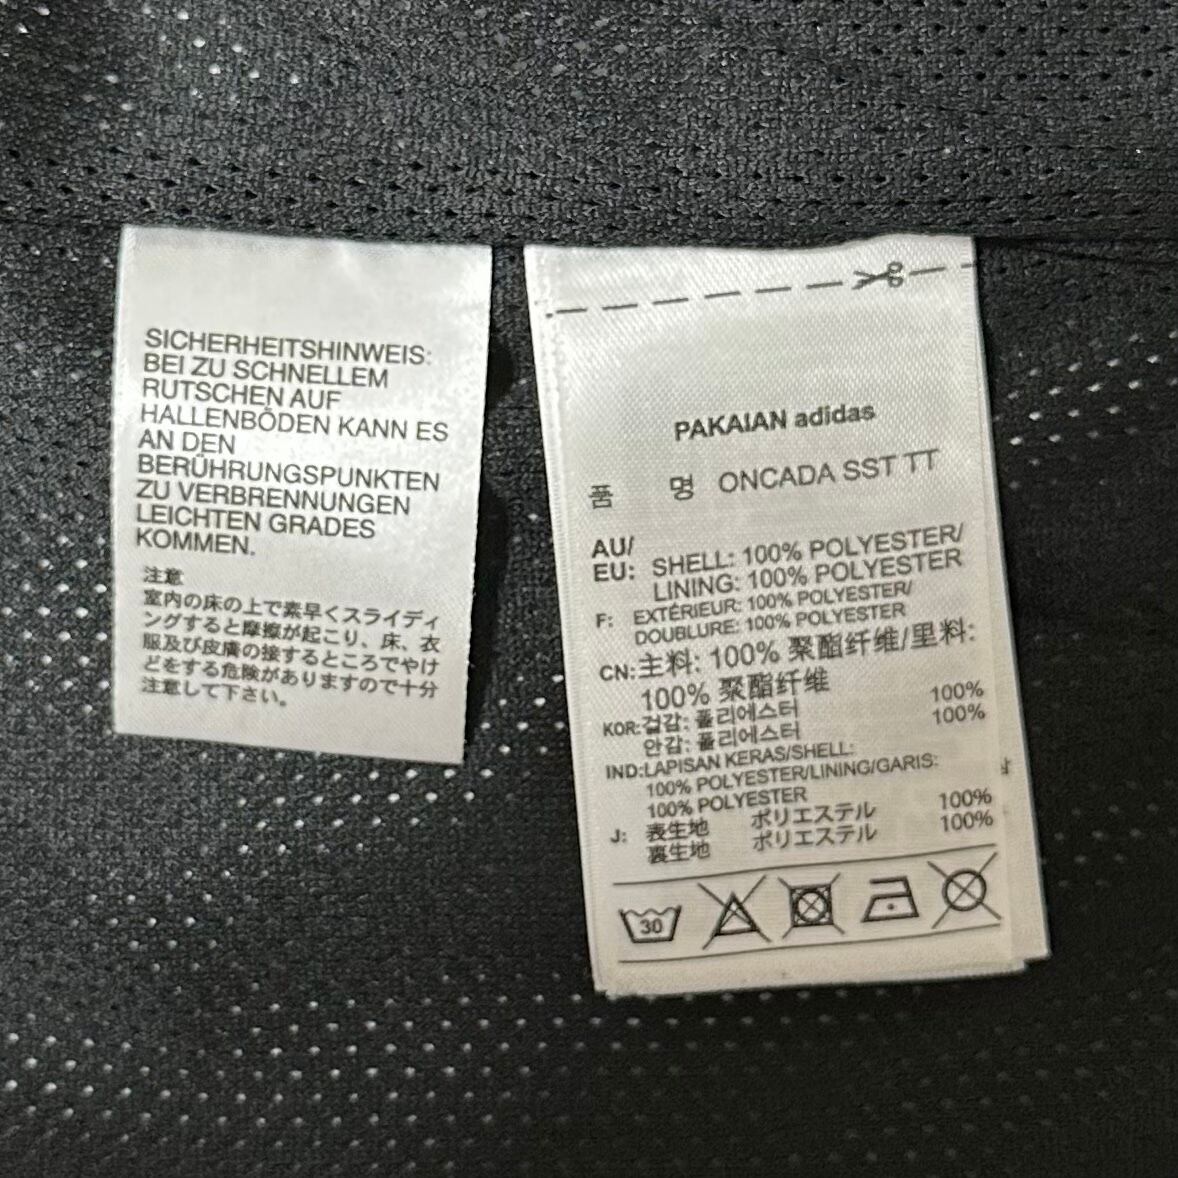 SICHERHEITSHINWEIS:
BEI ZU SCHNELLEM
RUTSCHEN AUF
HALLENBÖDEN KANN ES
AN DEN
BERÜHRUNGSPUNKTEN
ZU VERBRENNUNGEN
LEICHTEN GRADES
KOMMEN.
注意
室内の床の上で素早くスライディ
ングすると摩擦が起こり、床、衣
服及び皮膚の接するところでやけ
どをする危険がありますので十分
注意して下さい。
PAKAIAN adidas
품 명 ONCADA SST TT
AU/
EU: SHELL: 100% POLYESTER/
LINING: 100% POLYESTER
F: EXTÉRIEUR: 100% POLYESTER/
DOUBLURE: 100% POLYESTER
CN:主料: 100% 聚酯纤维/里料:
100% 聚酯纤维
KOR:겉감: 폴리에스터 100%
안감: 폴리에스터 100%
IND:LAPISAN KERAS/SHELL:
100% POLYESTER/LINING/GARIS:
100% POLYESTER
J: 表生地 ポリエステル 100%
裏生地 ポリエステル 100%
30